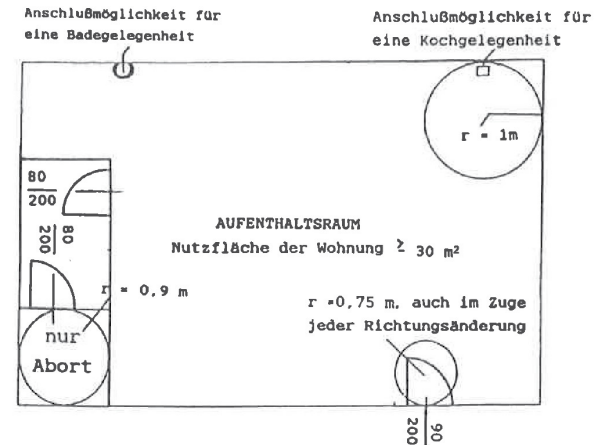 Anschlußmöglichkeit für
eine Badegelegenheit
Anschlußmöglichkeit für
eine Kochgelegenheit
r = 1m
80
200
80
200
AUFENTHALTSRAUM
Nutzfläche der Wohnung ≥ 30 m²
r = 0,9 m
r =0,75 m, auch im Zuge
jeder Richtungsänderung
nur
Abort
90
200